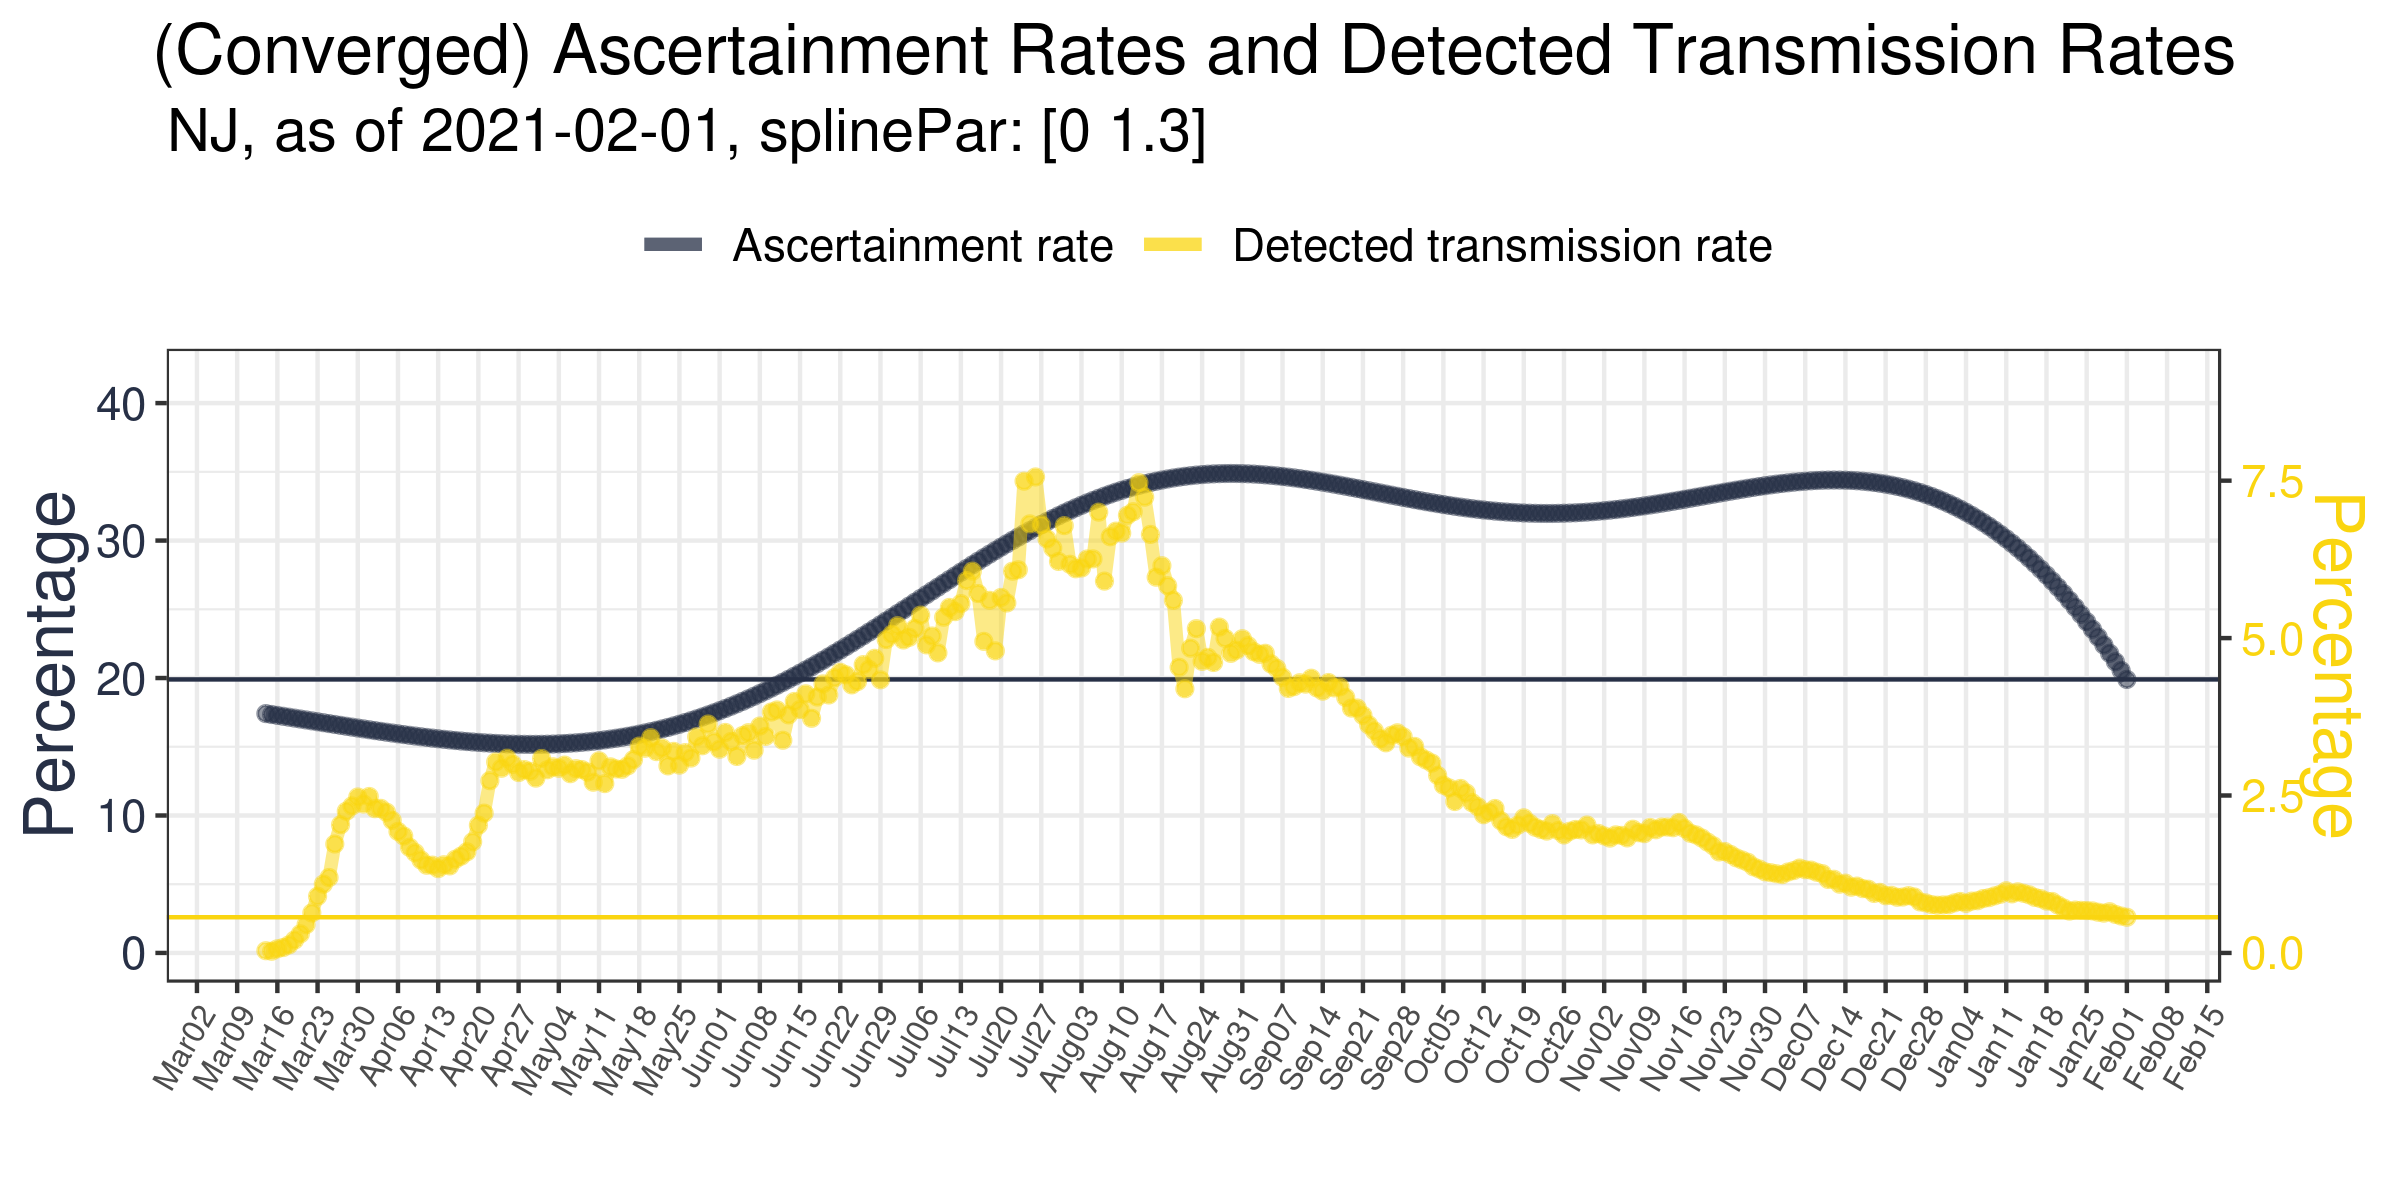 (Converged) Ascertainment Rates and Detected Transmission Rates
NJ, as of 2021-02-01, splinePar: [0 1.3]
Ascertainment rate
Detected transmission rate
Percentage
40
30
20
10
0
7.5
5.0
2.5
0.0
Percentage
Mar02
Mar09
Mar16
Mar23
Mar30
Apr06
Apr13
Apr20
Apr27
May04
May11
May18
May25
Jun01
Jun08
Jun15
Jun22
Jun29
Jul06
Jul13
Jul20
Jul27
Aug03
Aug10
Aug17
Aug24
Aug31
Sep07
Sep14
Sep21
Sep28
Oct05
Oct12
Oct19
Oct26
Nov02
Nov09
Nov16
Nov23
Nov30
Dec07
Dec14
Dec21
Dec28
Jan04
Jan11
Jan18
Jan25
Feb01
Feb08
Feb15